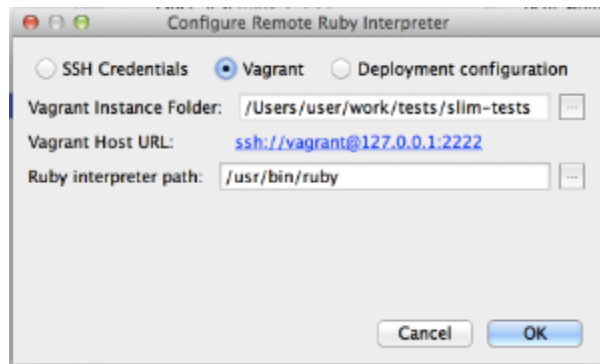 Configure Remote Ruby Interpreter
SSH Credentials Vagrant Deployment configuration
Vagrant Instance Folder: /Users/user/work/tests/slim-tests ...
Vagrant Host URL: ssh://vagrant@127.0.0.1:2222
Ruby interpreter path: /usr/bin/ruby ...
Cancel OK